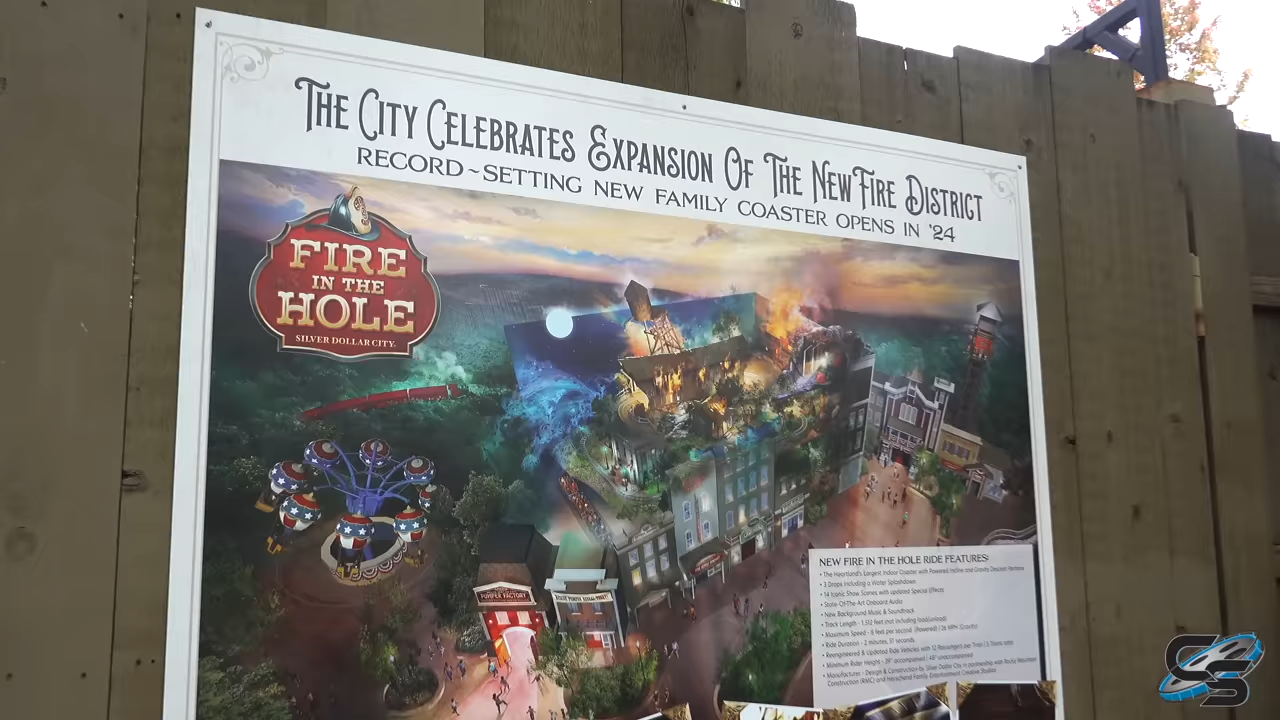 The City Celebrates Expansion Of The New Fire District
RECORD~SETTING NEW FAMILY COASTER OPENS IN '24
FIRE
IN THE
HOLE
SILVER DOLLAR CITY.
PUMPER FACTORY
NEW FIRE IN THE HOLE RIDE FEATURES:
• The Heartland's Largest Indoor Coaster with Powered Incline and Gravity Descent Portions
• 3 Drops including a Water Splashdown
• 14 Iconic Show Scenes with updated Special Effects
• State-Of-The-Art Onboard Audio
• New Background Music & Soundtrack
• Track Length - 1,512 feet (not including load/unload)
• Maximum Speed - 8 feet per second (Powered) | 26 MPH (Gravity)
• Ride Duration - 2 minutes, 51 seconds
• Reengineered & Updated Ride Vehicles with 12 Passengers per Train | 5 Trains total
• Minimum Rider Height - 39" accompanied | 48" unaccompanied
• Manufacturer - Design & Construction by Silver Dollar City in partnership with Rocky Mountain
Construction (RMC) and Herschend Family Entertainment Creative Studios
CSS